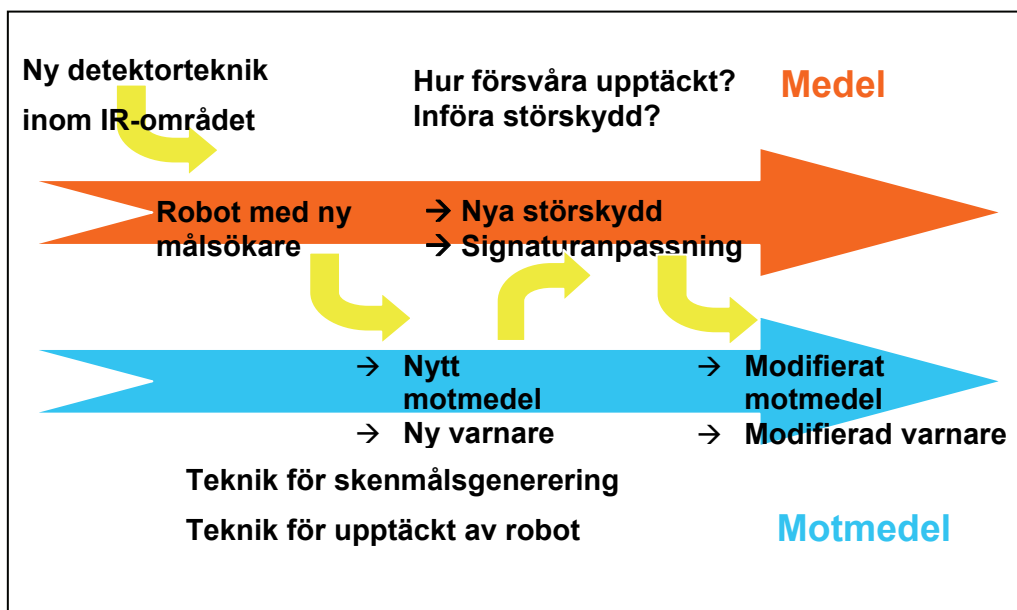 Ny detektorteknik
inom IR-området
Hur försvåra upptäckt?
Införa störskydd?
Medel
Robot med ny
målsökare
→ Nya störskydd
→ Signaturanpassning
→ Nytt
motmedel
→ Ny varnare
→ Modifierat
motmedel
→ Modifierad varnare
Teknik för skenmålsgenerering
Teknik för upptäckt av robot
Motmedel